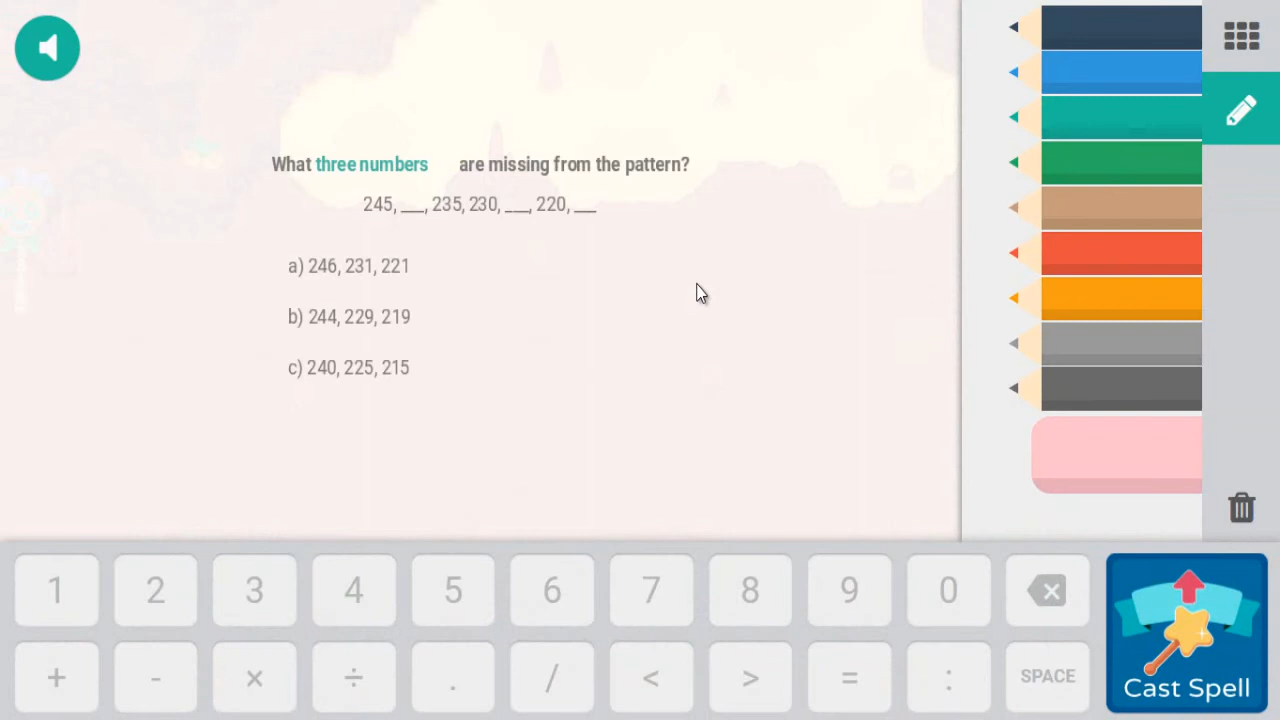 What three numbers are missing from the pattern?
245, ___, 235, 230, ___, 220, ___
a) 246, 231, 221
b) 244, 229, 219
c) 240, 225, 215
1 2 3 4 5 6 7 8 9 0
+ - × ÷ . / < > = : SPACE
Cast Spell